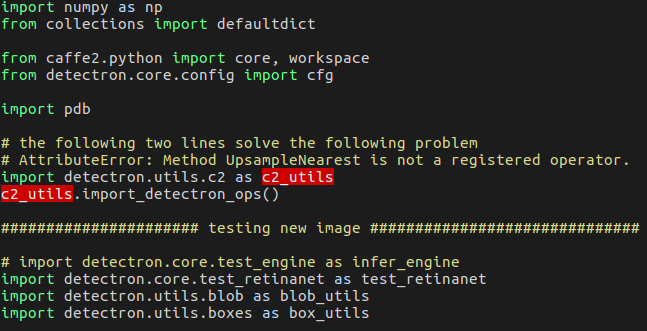 import numpy as np
from collections import defaultdict
from caffe2.python import core, workspace
from detectron.core.config import cfg
import pdb
# the following two lines solve the following problem
# AttributeError: Method UpsampleNearest is not a registered operator.
import detectron.utils.c2 as c2_utils
c2_utils.import_detectron_ops()
###################### testing new image ##############################
# import detectron.core.test_engine as infer_engine
import detectron.core.test_retinanet as test_retinanet
import detectron.utils.blob as blob_utils
import detectron.utils.boxes as box_utils